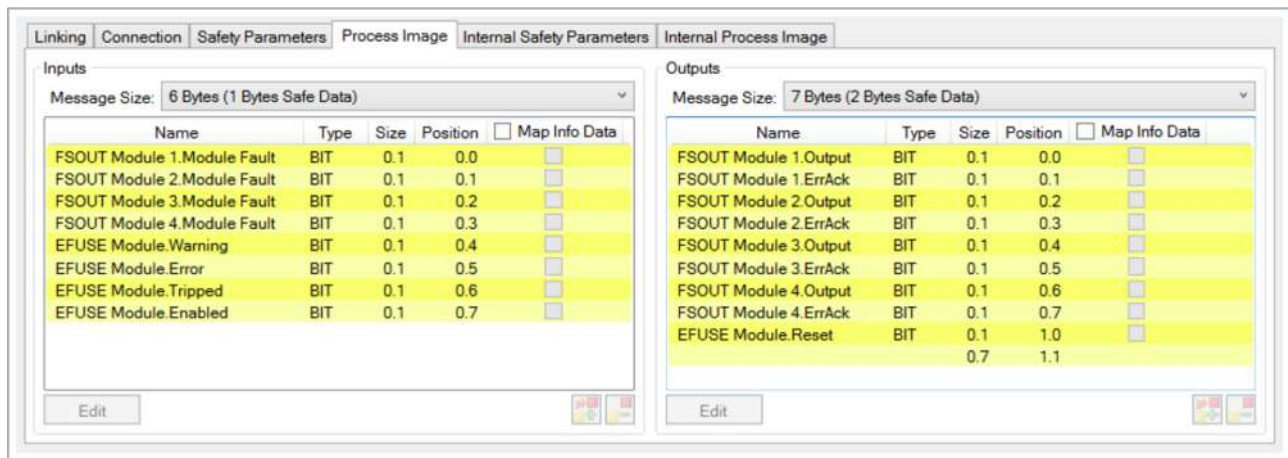 Linking Connection Safety Parameters Process Image Internal Safety Parameters Internal Process Image
Inputs
Message Size: 6 Bytes (1 Bytes Safe Data)
Name Type Size Position Map Info Data
FSOUT Module 1.Module Fault BIT 0.1 0.0
FSOUT Module 2.Module Fault BIT 0.1 0.1
FSOUT Module 3.Module Fault BIT 0.1 0.2
FSOUT Module 4.Module Fault BIT 0.1 0.3
EFUSE Module.Warning BIT 0.1 0.4
EFUSE Module.Error BIT 0.1 0.5
EFUSE Module.Tripped BIT 0.1 0.6
EFUSE Module.Enabled BIT 0.1 0.7
Edit
Outputs
Message Size: 7 Bytes (2 Bytes Safe Data)
Name Type Size Position Map Info Data
FSOUT Module 1.Output BIT 0.1 0.0
FSOUT Module 1.ErrAck BIT 0.1 0.1
FSOUT Module 2.Output BIT 0.1 0.2
FSOUT Module 2.ErrAck BIT 0.1 0.3
FSOUT Module 3.Output BIT 0.1 0.4
FSOUT Module 3.ErrAck BIT 0.1 0.5
FSOUT Module 4.Output BIT 0.1 0.6
FSOUT Module 4.ErrAck BIT 0.1 0.7
EFUSE Module.Reset BIT 0.1 1.0
0.7 1.1
Edit